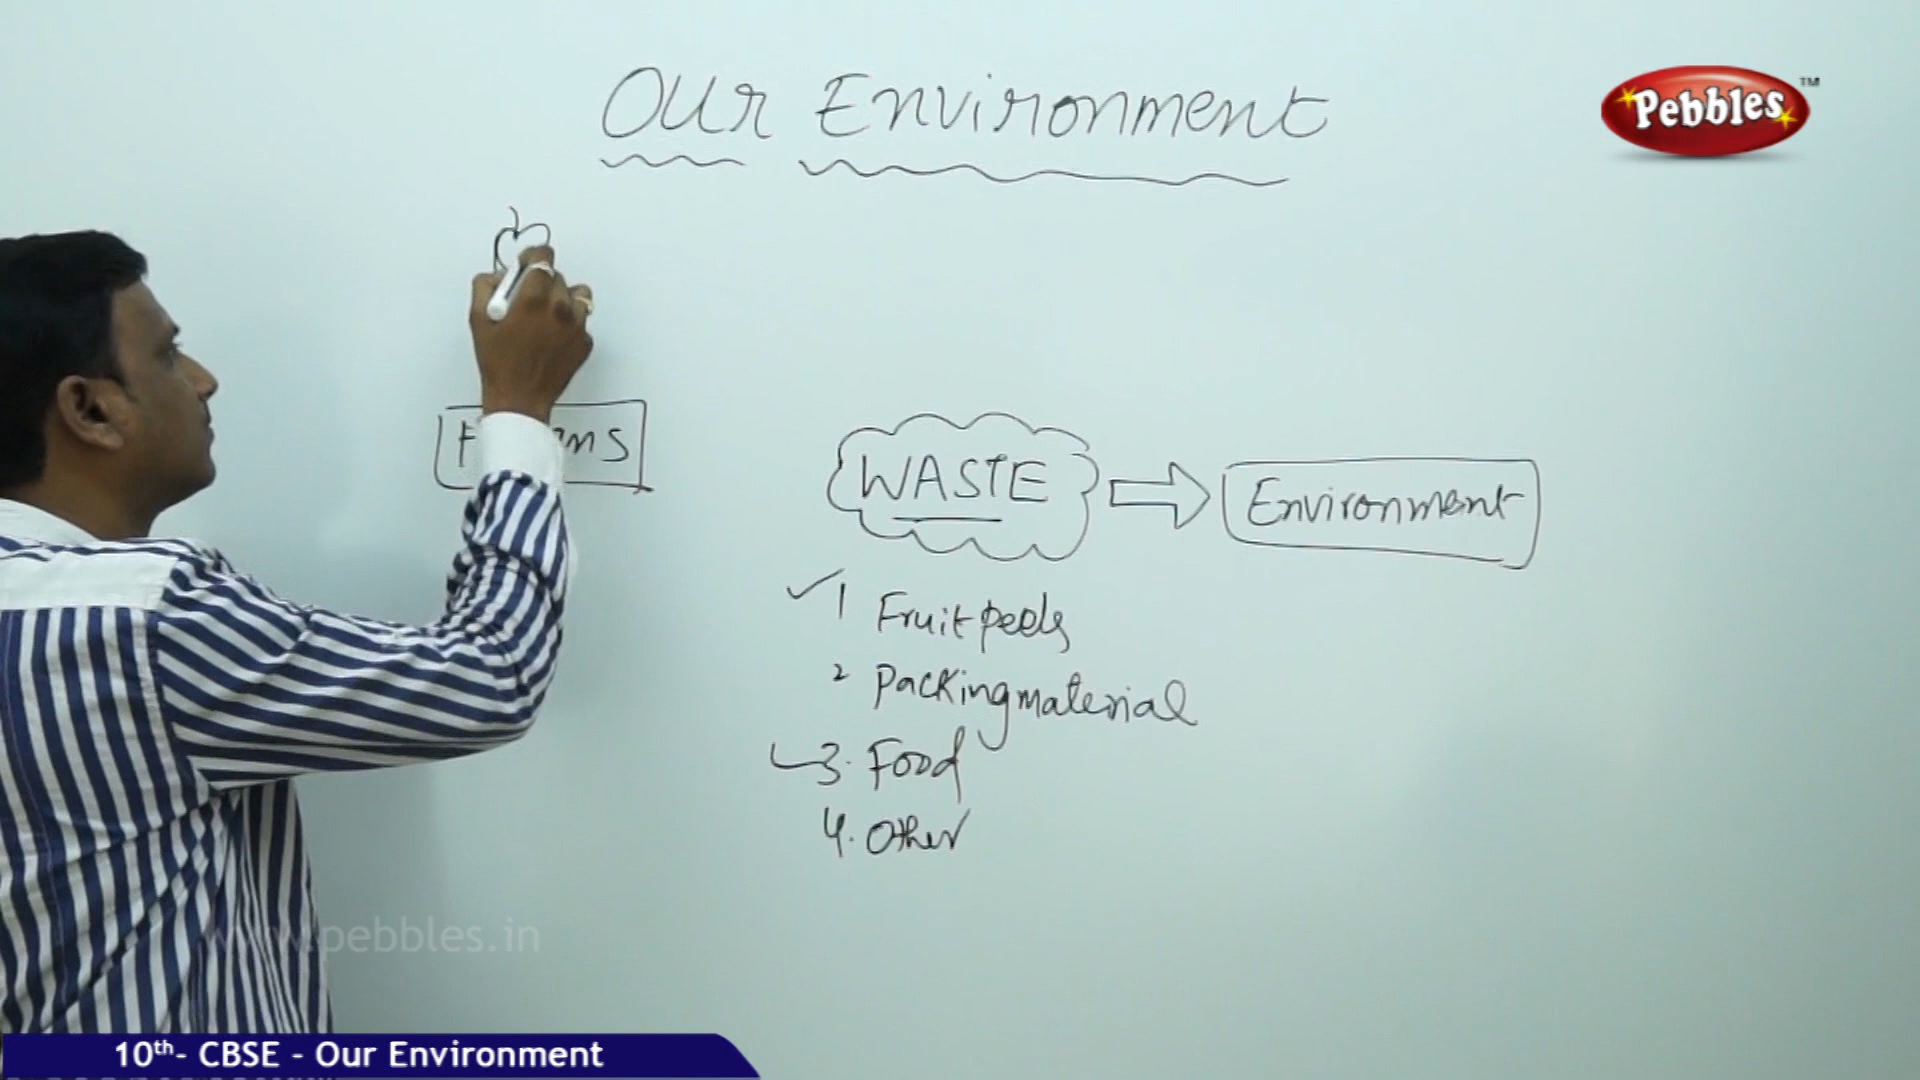 Our Environment
Pebbles™
WASTE
Environment
1 Fruit peels
2 Packing material
3. Food
4. Other
www.pebbles.in
10th- CBSE - Our Environment